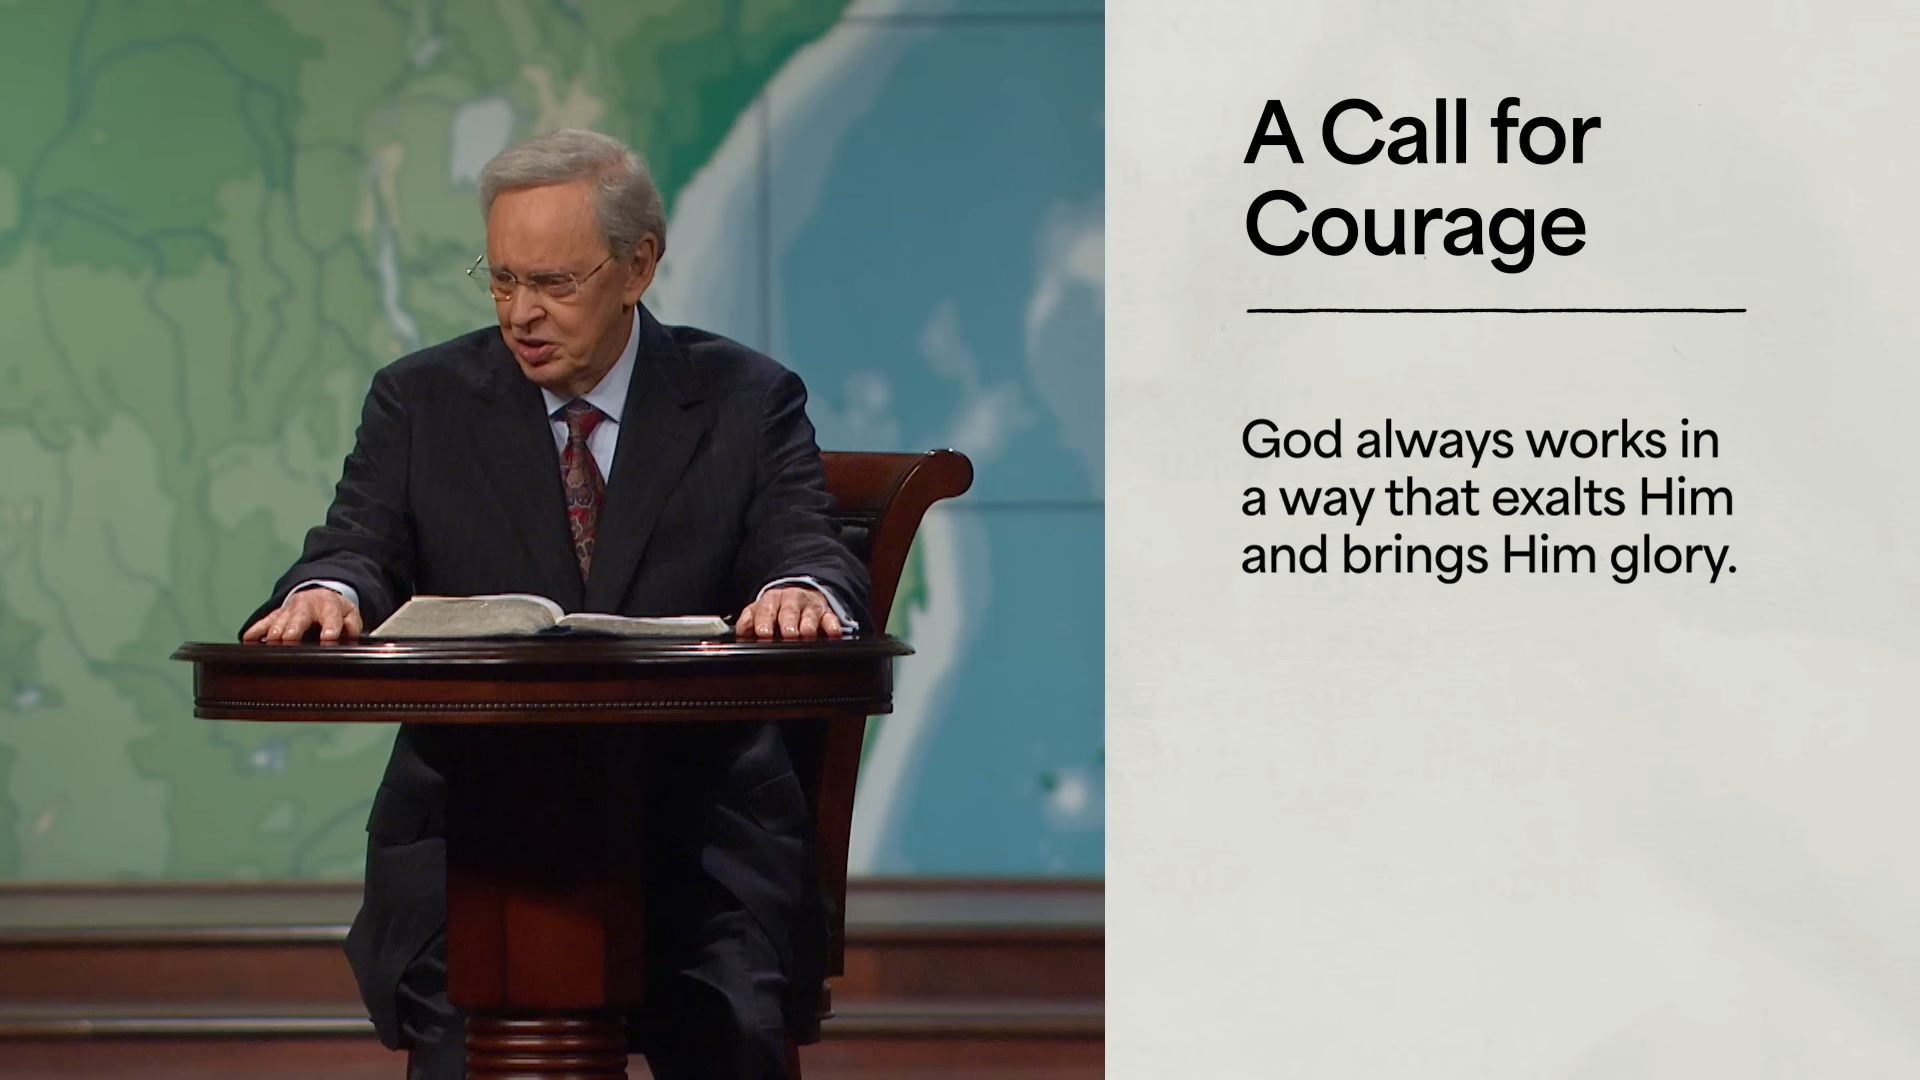 A Call for
Courage
God always works in
a way that exalts Him
and brings Him glory.